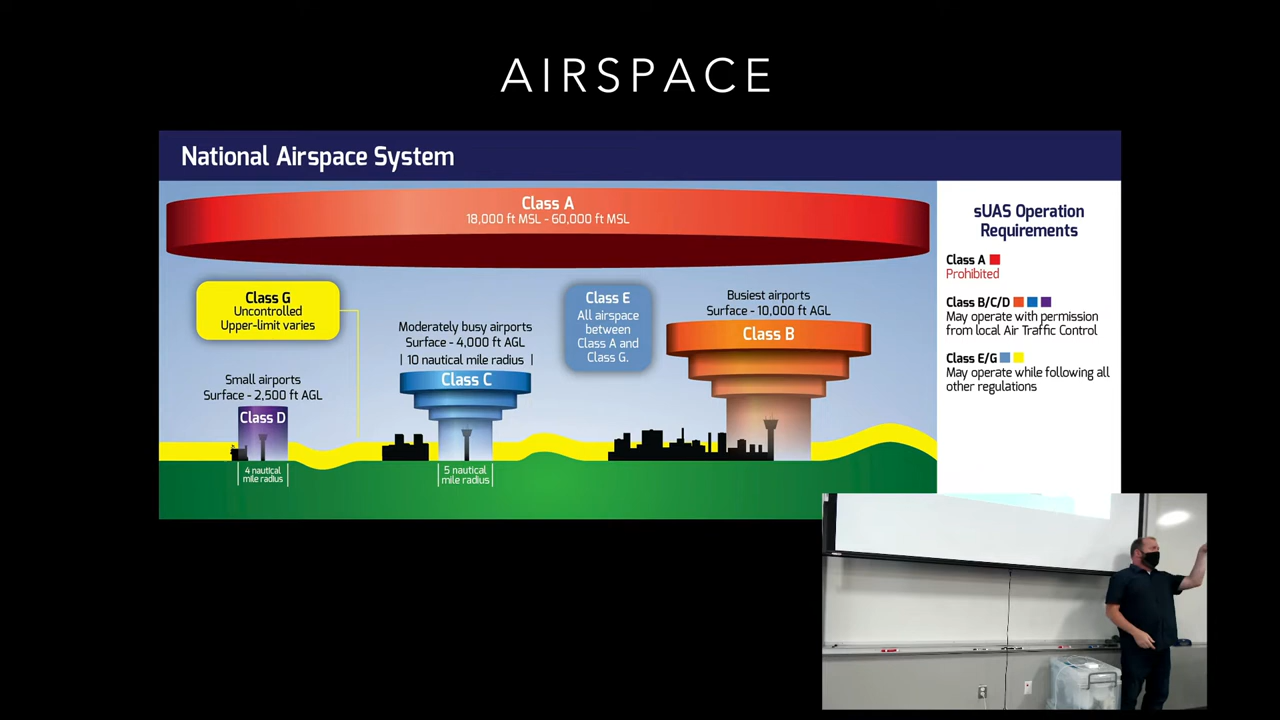 AIRSPACE
National Airspace System
Class A
18,000 ft MSL - 60,000 ft MSL
Class G
Uncontrolled
Upper-limit varies
Small airports
Surface - 2,500 ft AGL
Class D
4 nautical
mile radius
Moderately busy airports
Surface - 4,000 ft AGL
| 10 nautical mile radius |
Class C
5 nautical
mile radius
Class E
All airspace
between
Class A and
Class G.
Busiest airports
Surface - 10,000 ft AGL
Class B
sUAS Operation
Requirements
Class A
Prohibited
Class B/C/D
May operate with permission
from local Air Traffic Control
Class E/G
May operate while following all
other regulations